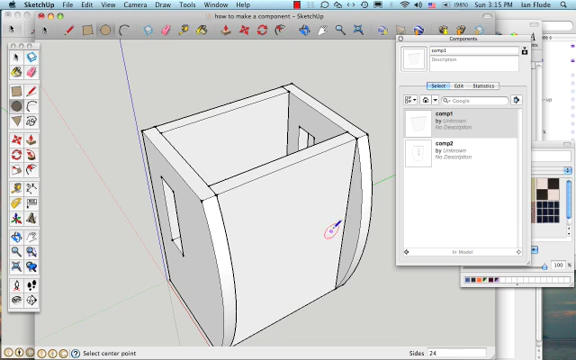 SketchUp File Edit View Camera Draw Tools Window Help
Sun 3:15 PM Ian Flude
how to make a component – SketchUp
Components
comp1
Description
Select Edit Statistics
Google
comp1
by Unknown
No Description
comp2
by Unknown
No Description
In Model
100 %
Select center point
Sides 24